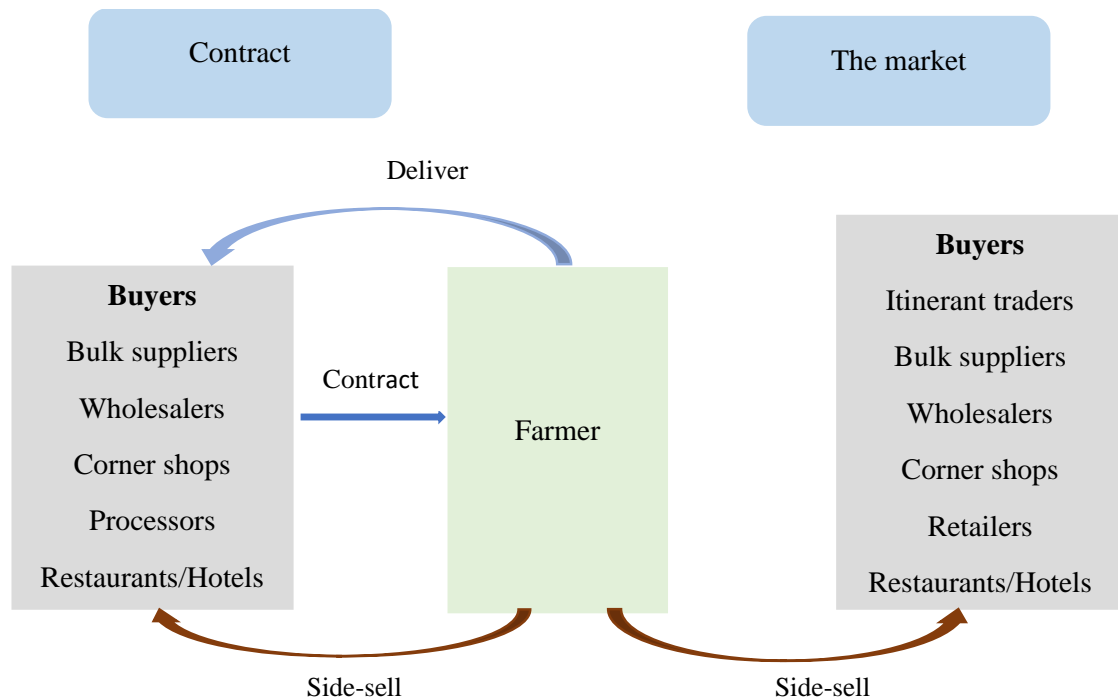 Contract
The market
Deliver
Buyers
Bulk suppliers
Wholesalers
Corner shops
Processors
Restaurants/Hotels
Contract
Farmer
Buyers
Itinerant traders
Bulk suppliers
Wholesalers
Corner shops
Retailers
Restaurants/Hotels
Side-sell
Side-sell